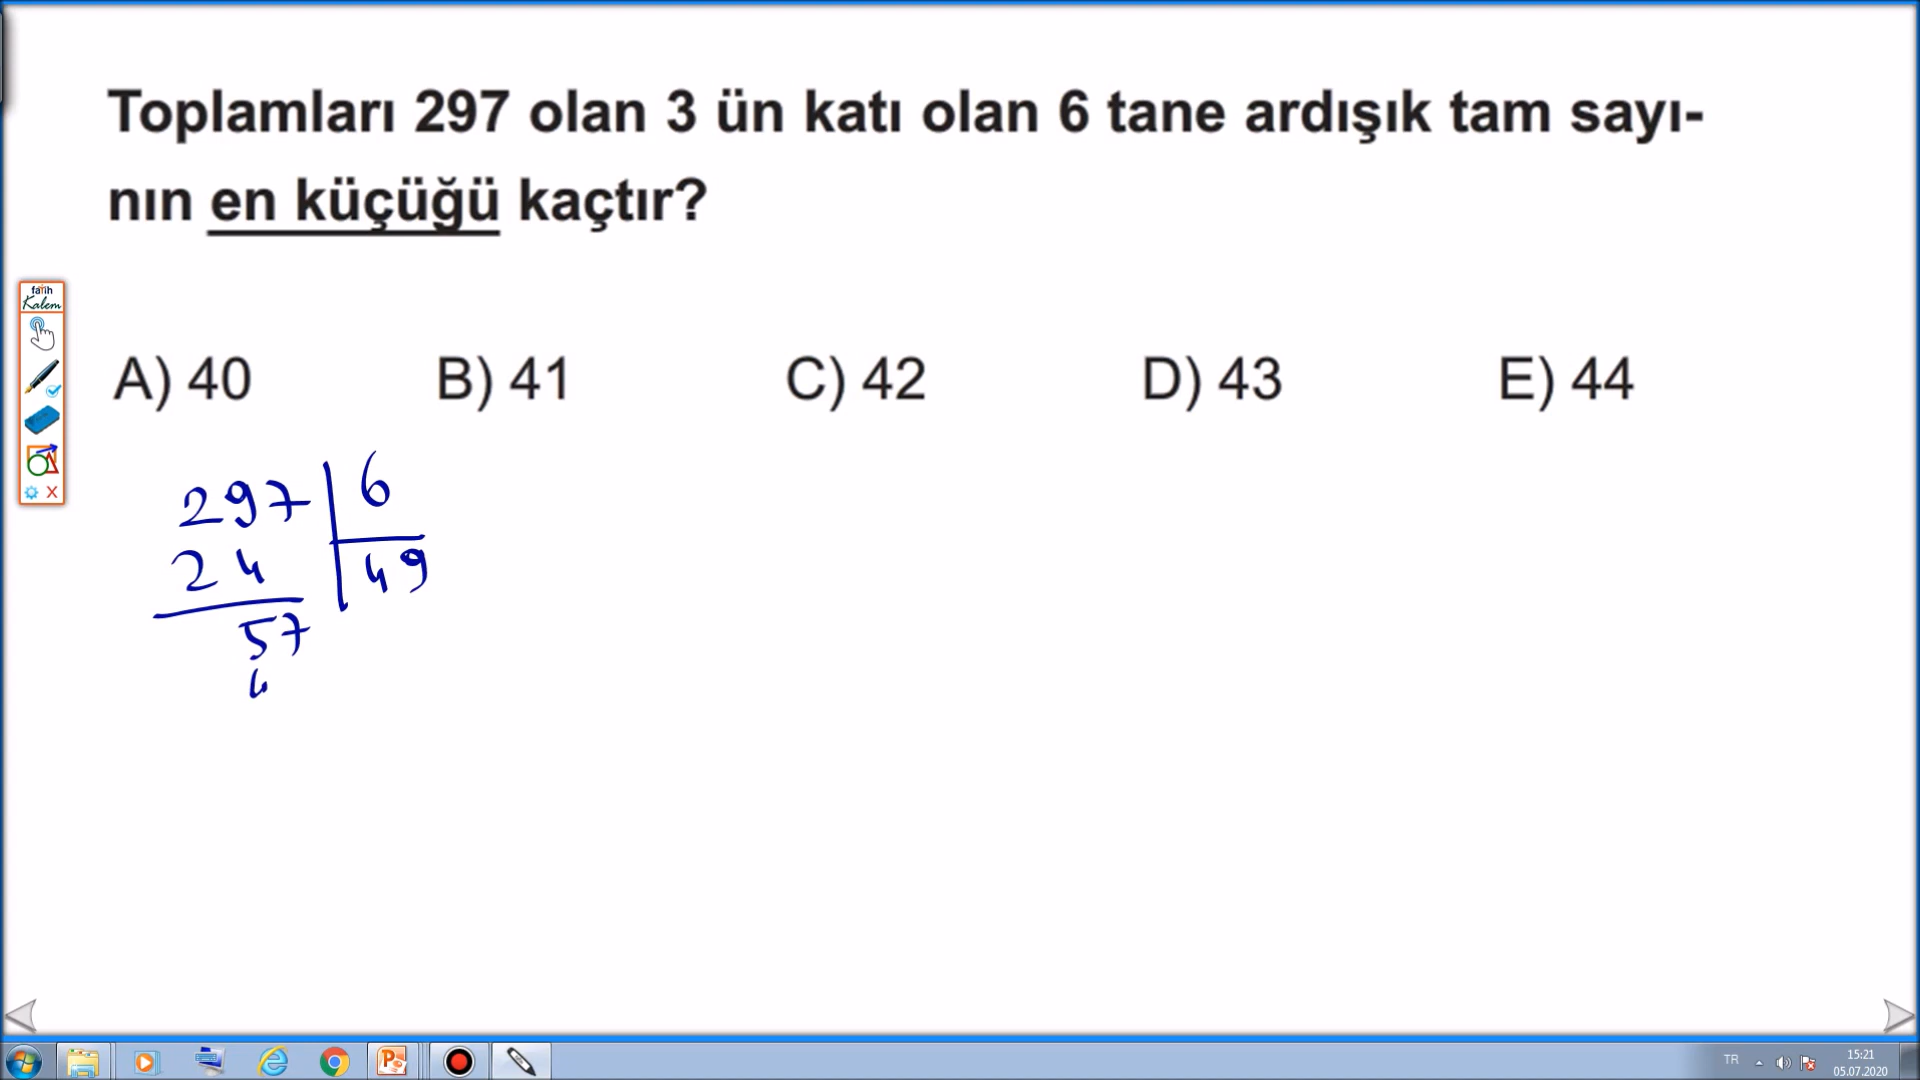 Toplamları 297 olan 3 ün katı olan 6 tane ardışık tam sayı-
nın en küçüğü kaçtır?
fatih
Kalem
A) 40 B) 41 C) 42 D) 43 E) 44
297 6
24 49
57
4
TR 15:21
05.07.2020